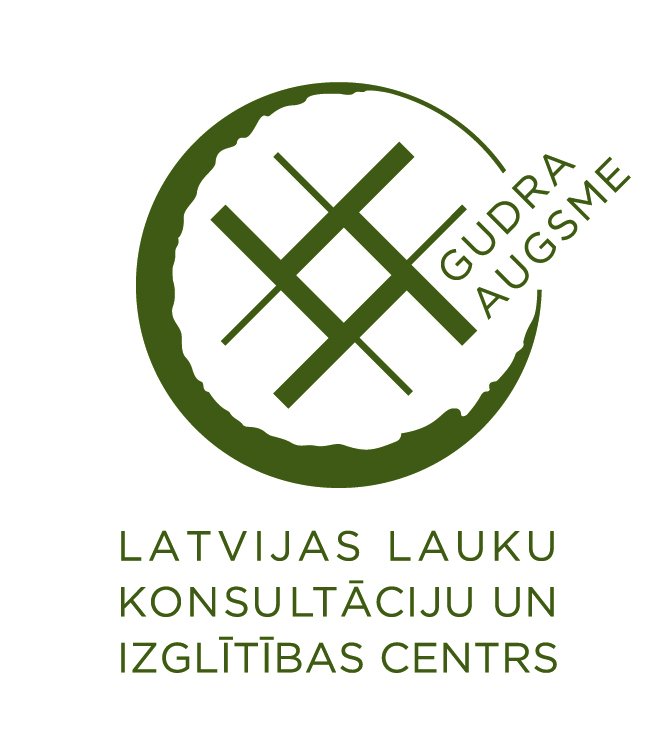 GUDRA
AUGSME
LATVIJAS LAUKU
KONSULTĀCIJU UN
IZGLĪTĪBAS CENTRS